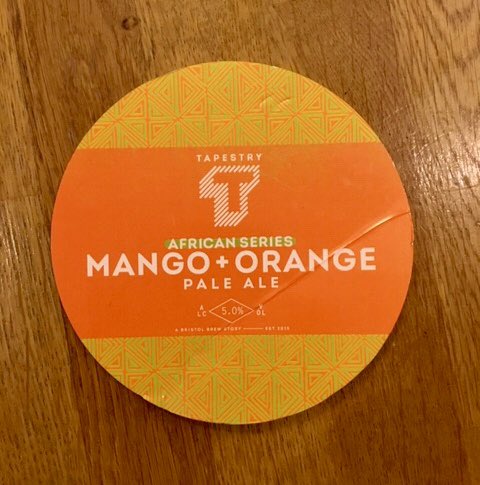 TAPESTRY
T
AFRICAN SERIES
MANGO + ORANGE
PALE ALE
ALC 5.0% VOL
A BRISTOL BREW STORY EST 2015